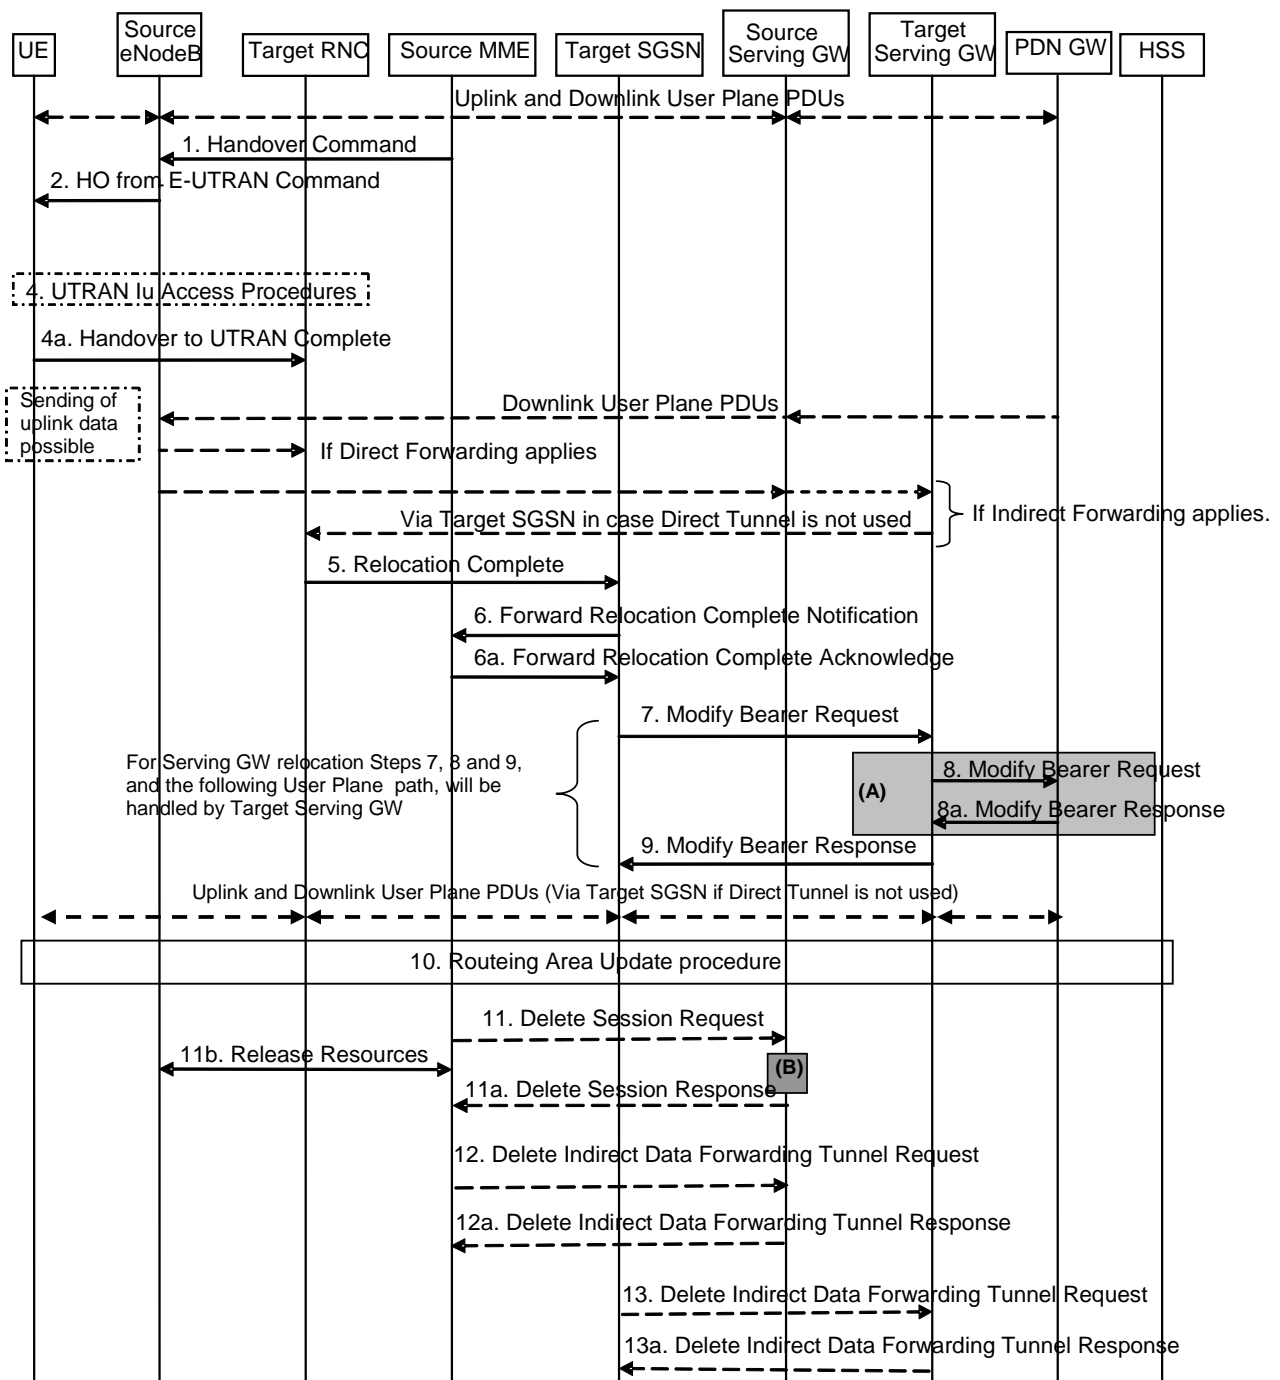 UE
Source
eNodeB
Target RNC
Source MME
Target SGSN
Source
Serving GW
Target
Serving GW
PDN GW
HSS
Uplink and Downlink User Plane PDUs
1. Handover Command
2. HO from E-UTRAN Command
4. UTRAN Iu Access Procedures
4a. Handover to UTRAN Complete
Sending of
uplink data
possible
Downlink User Plane PDUs
If Direct Forwarding applies
Via Target SGSN in case Direct Tunnel is not used
If Indirect Forwarding applies.
5. Relocation Complete
6. Forward Relocation Complete Notification
6a. Forward Relocation Complete Acknowledge
7. Modify Bearer Request
For Serving GW relocation Steps 7, 8 and 9,
and the following User Plane path, will be
handled by Target Serving GW
(A)
8. Modify Bearer Request
8a. Modify Bearer Response
9. Modify Bearer Response
Uplink and Downlink User Plane PDUs (Via Target SGSN if Direct Tunnel is not used)
10. Routeing Area Update procedure
11. Delete Session Request
11b. Release Resources
(B)
11a. Delete Session Response
12. Delete Indirect Data Forwarding Tunnel Request
12a. Delete Indirect Data Forwarding Tunnel Response
13. Delete Indirect Data Forwarding Tunnel Request
13a. Delete Indirect Data Forwarding Tunnel Response